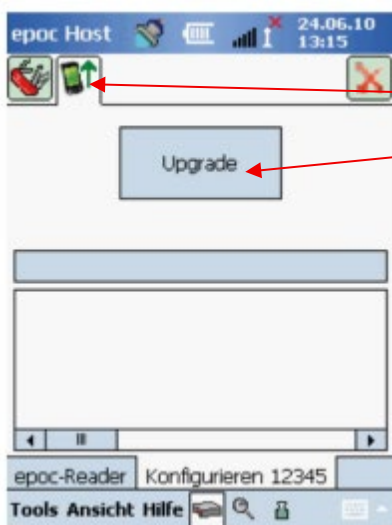 epoc Host 24.06.10
13:15
Upgrade
epoc-Reader Konfigurieren 12345
Tools Ansicht Hilfe